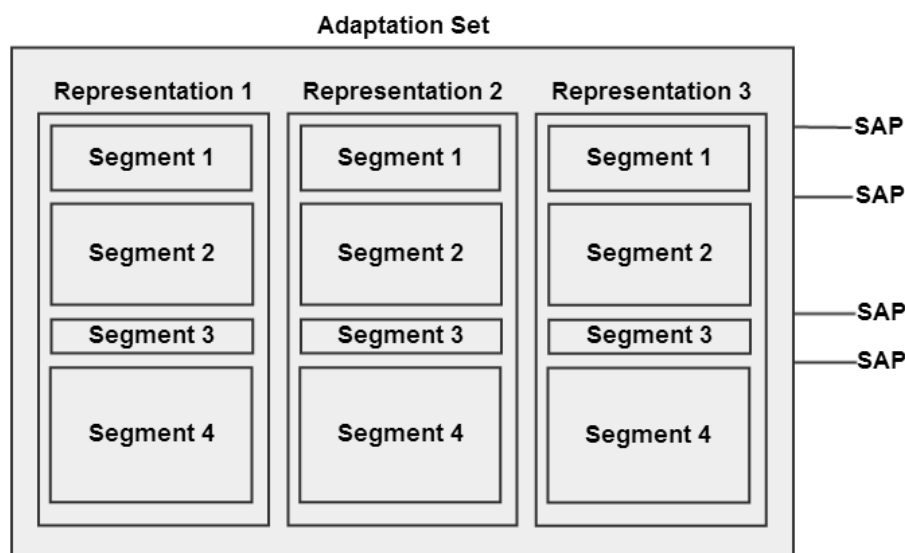 Adaptation Set
Representation 1 Representation 2 Representation 3
SAP
Segment 1 Segment 1 Segment 1
SAP
Segment 2 Segment 2 Segment 2
SAP
Segment 3 Segment 3 Segment 3
SAP
Segment 4 Segment 4 Segment 4